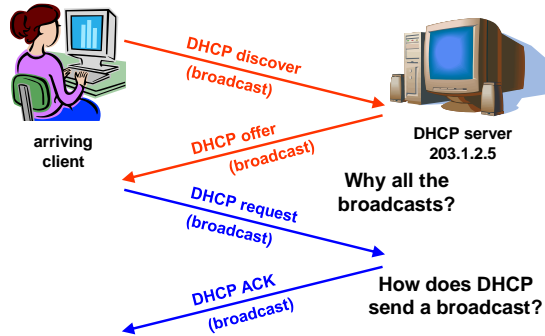 DHCP discover
(broadcast)
arriving
client
DHCP server
203.1.2.5
DHCP offer
(broadcast)
Why all the
broadcasts?
DHCP request
(broadcast)
DHCP ACK
(broadcast)
How does DHCP
send a broadcast?